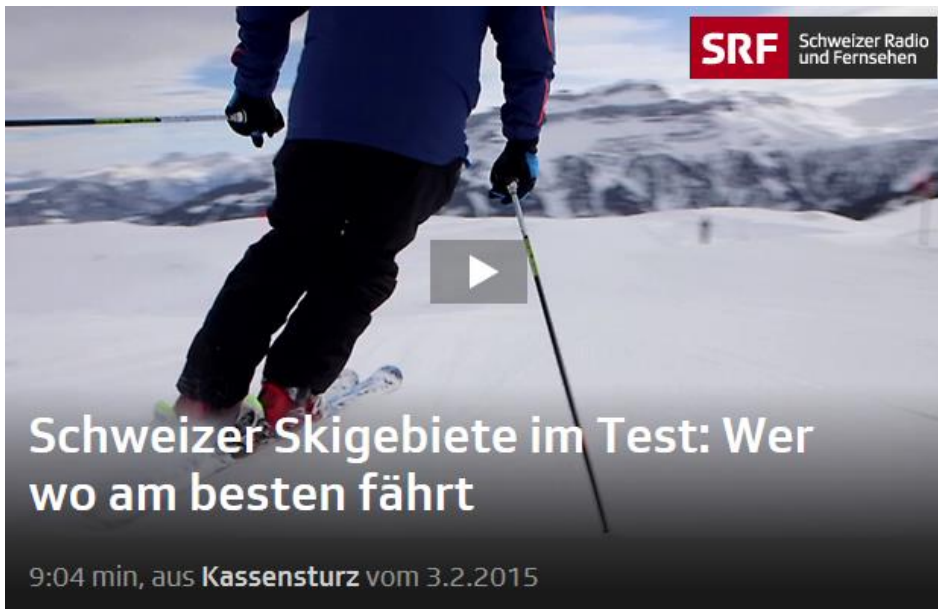 SRF Schweizer Radio
und Fernsehen
Schweizer Skigebiete im Test: Wer
wo am besten fährt
9:04 min, aus Kassensturz vom 3.2.2015